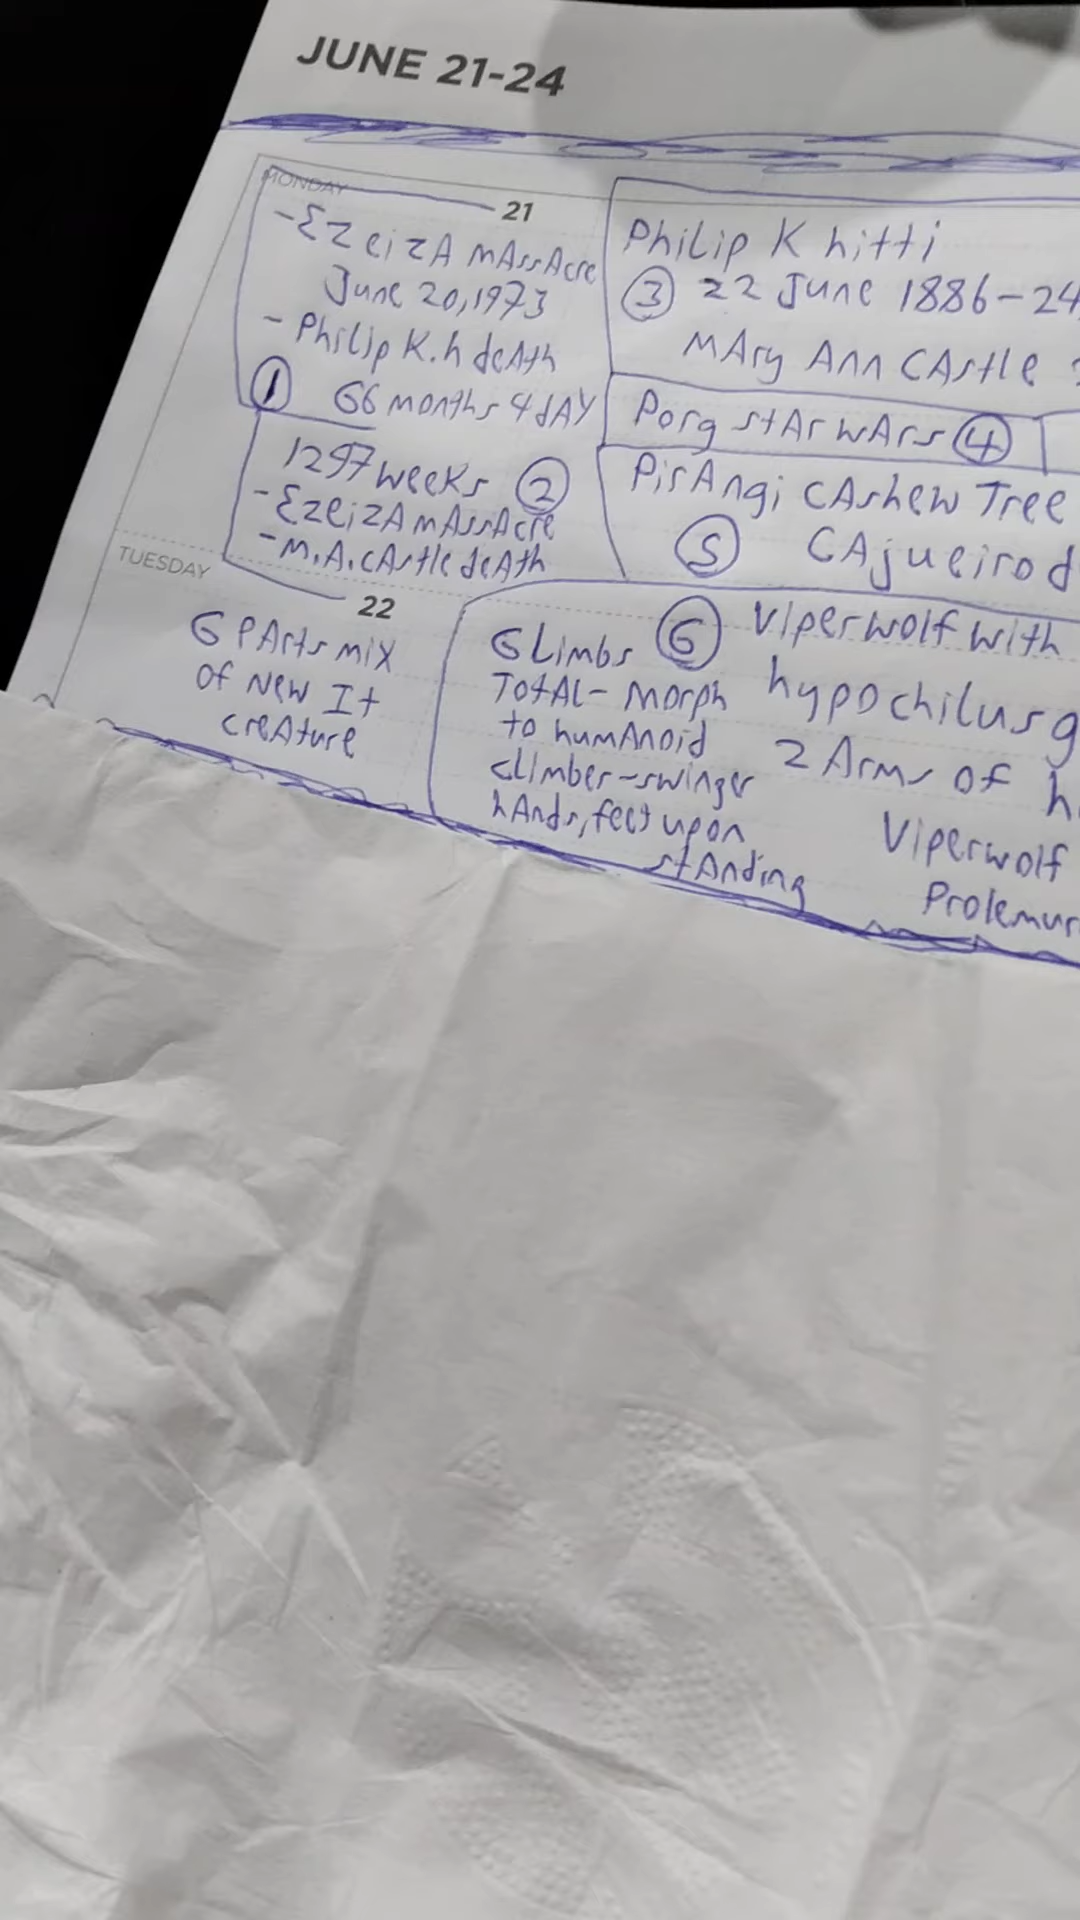 JUNE 21-24
MONDAY
21
-EzeizA mAssAcre
June 20, 1973
- Philip K.h deAth
1 66 months 4 dAY
1297 weeks 2
-EzeizA mAssAcre
-M.A. cAstle deAth
Philip K hitti
3 22 June 1886-24
MAry Ann CAstle
Porg stAr wArs 4
PirAngi CAshew Tree
5 CAjueiro d
TUESDAY
22
6 PArts mix
of New It
creAture
6 Limbs 6
TotAL- morph
to humAnoid
climber-swinger
hAnds, feet upon
stAnding
Viperwolf with
hypochilus g
2 Arms of h
Viperwolf
Prolemur